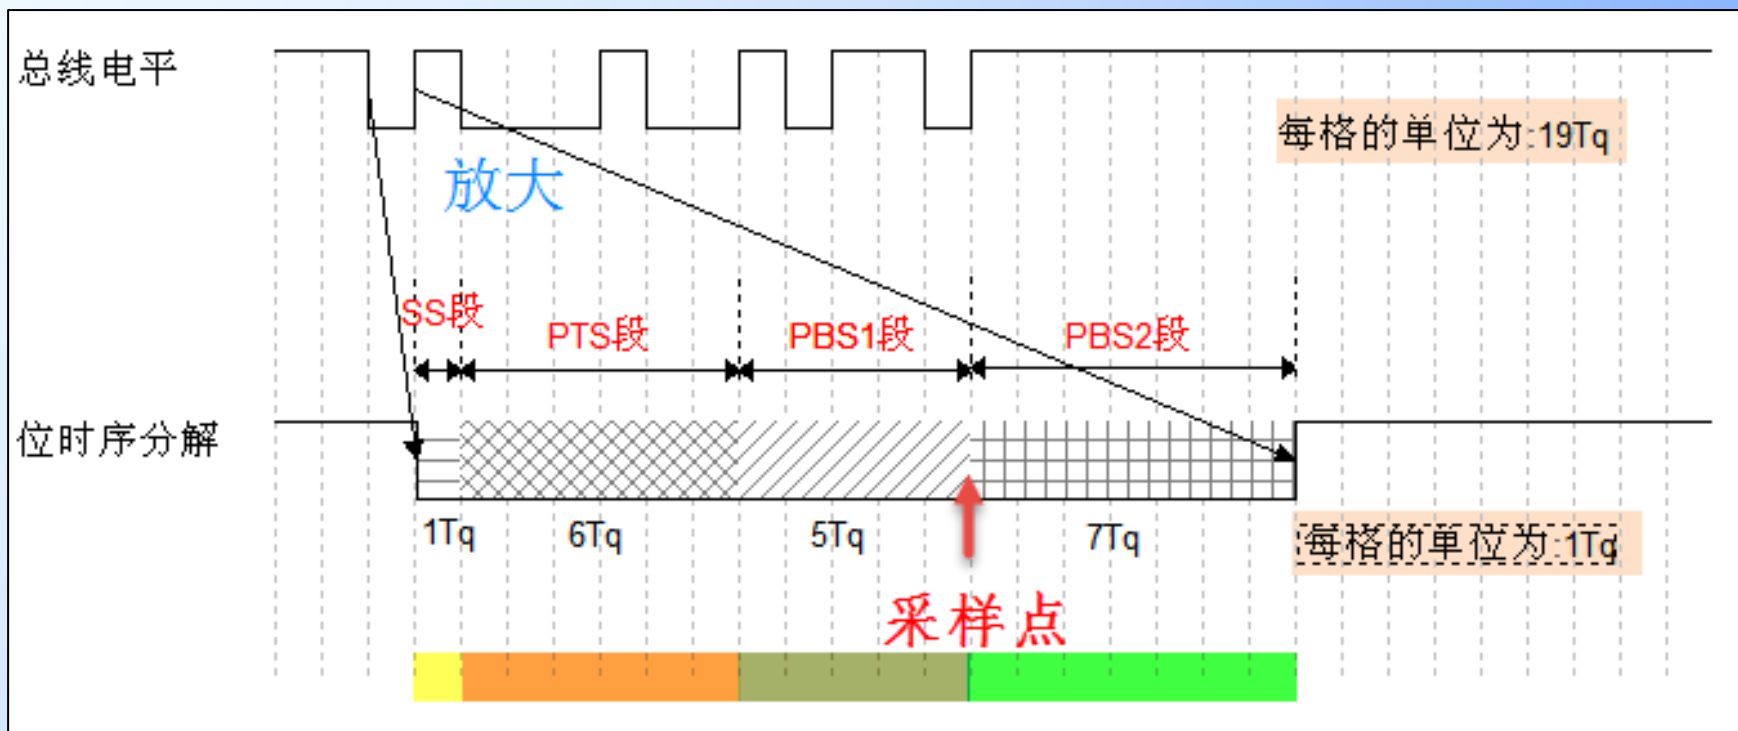 总线电平
每格的单位为:19Tq
放大
SS段
PTS段
PBS1段
PBS2段
位时序分解
1Tq
6Tq
5Tq
7Tq
每格的单位为:1Tq
采样点